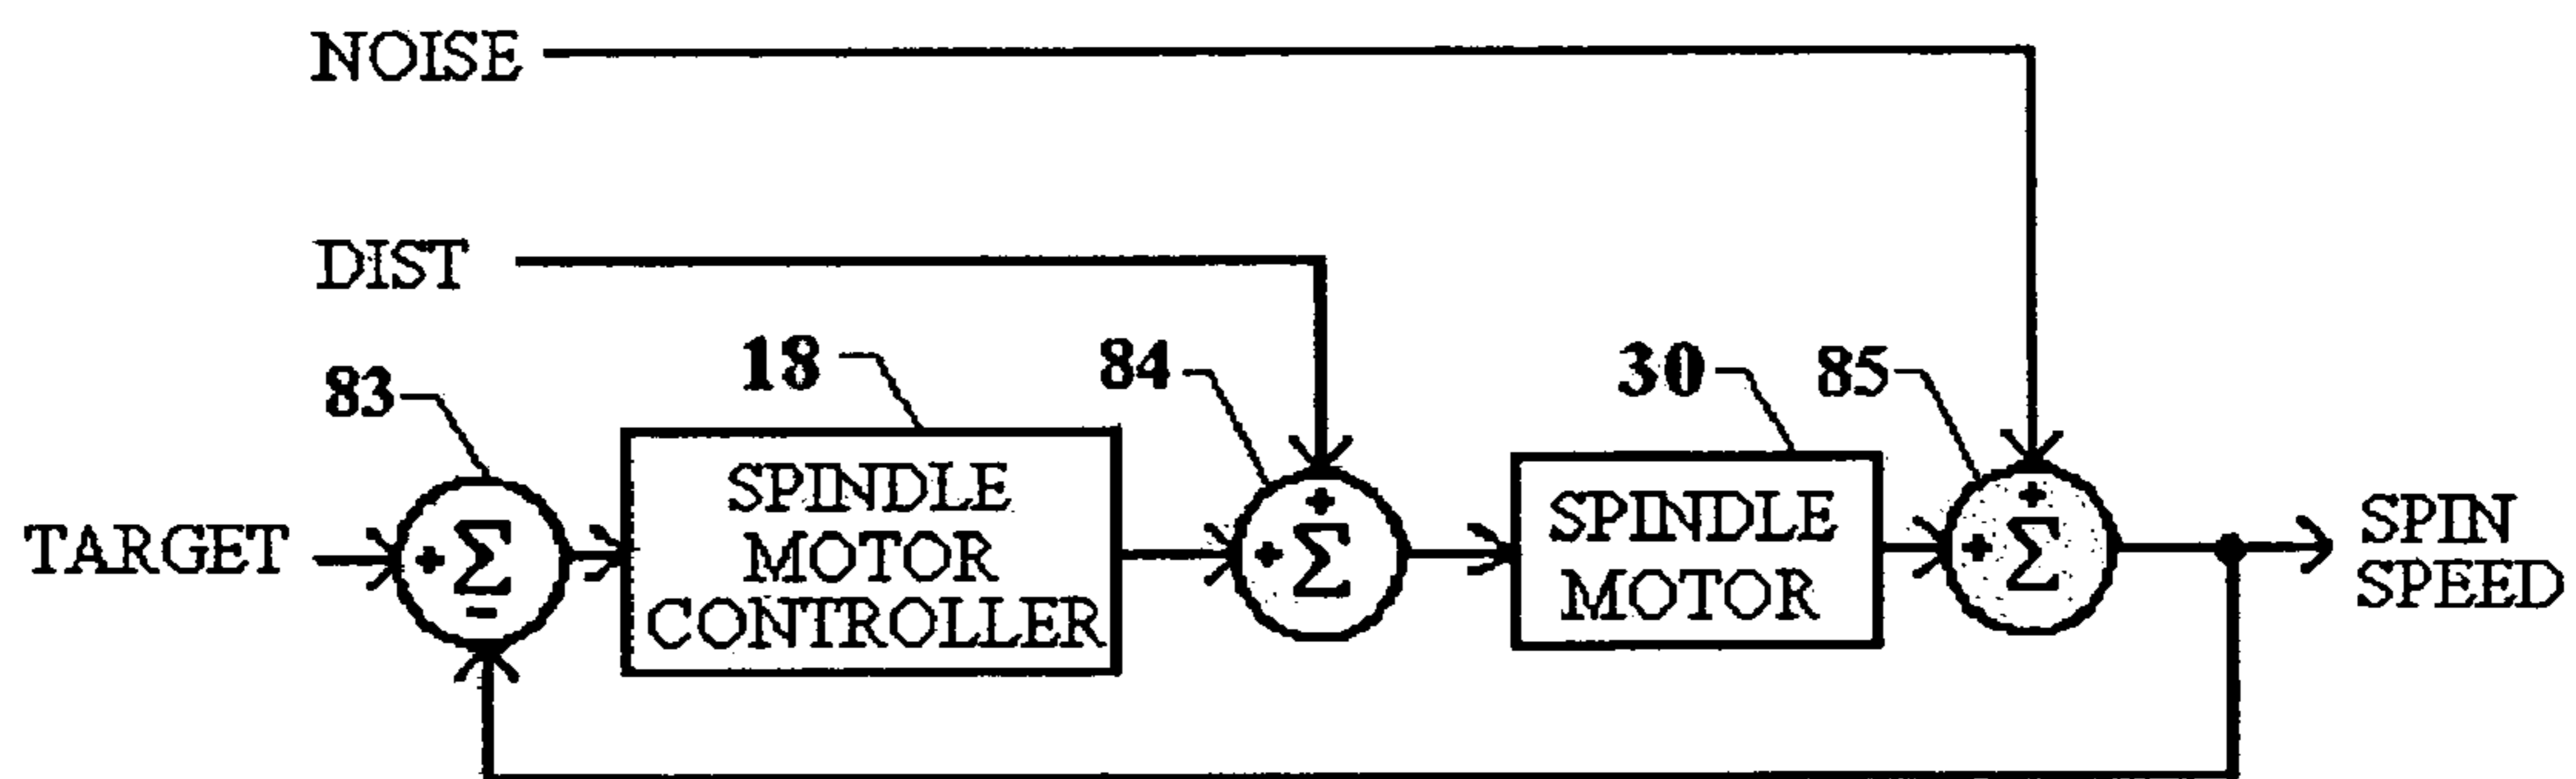 NOISE
DIST
83
18
84
30
85
TARGET
+ Σ -
SPINDLE
MOTOR
CONTROLLER
+
+ Σ
SPINDLE
MOTOR
+
+ Σ
SPIN
SPEED